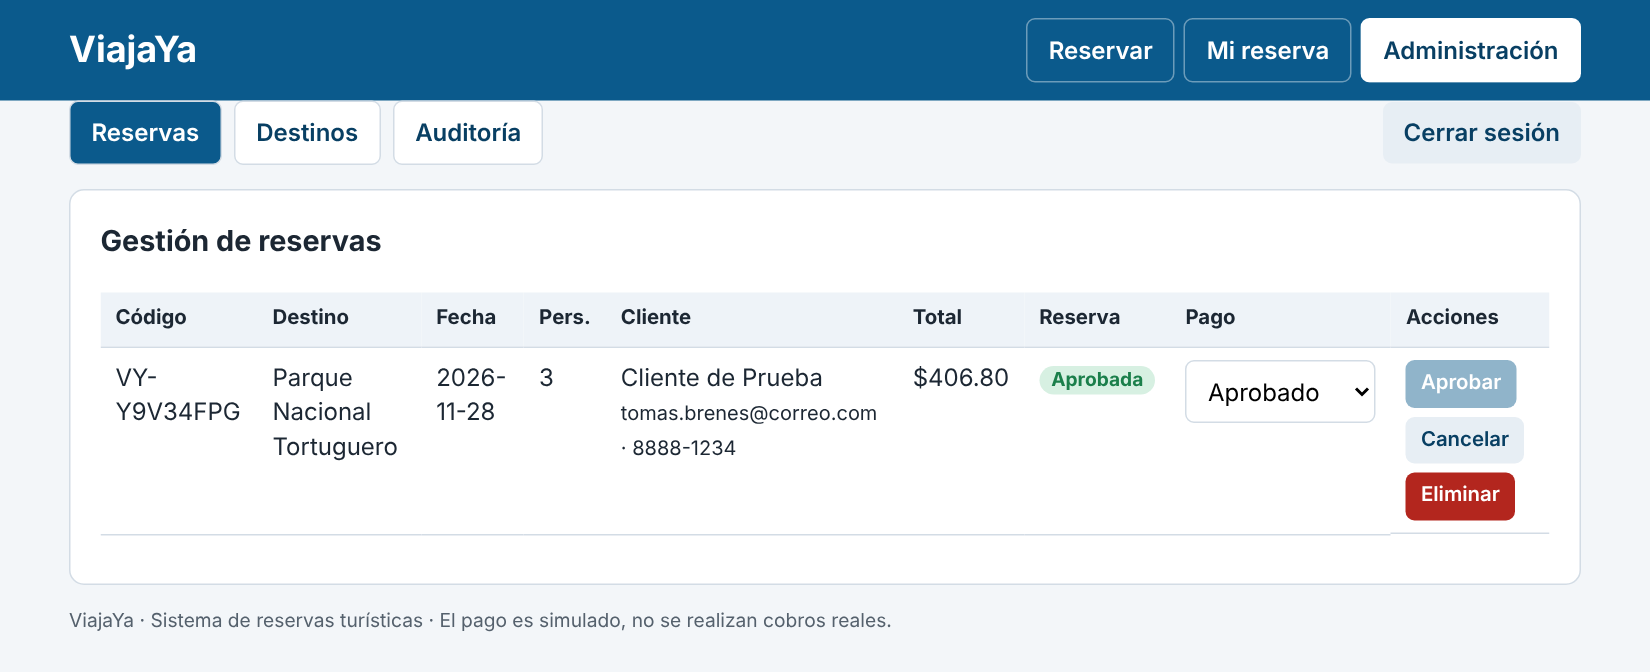 ViajaYa
Reservar
Mi reserva
Administración
Reservas
Destinos
Auditoría
Cerrar sesión
Gestión de reservas
Código Destino Fecha Pers. Cliente Total Reserva Pago Acciones
VY-
Y9V34FPG
Parque
Nacional
Tortuguero
2026-
11-28
3
Cliente de Prueba
tomas.brenes@correo.com
· 8888-1234
$406.80
Aprobada
Aprobado
Aprobar
Cancelar
Eliminar
ViajaYa · Sistema de reservas turísticas · El pago es simulado, no se realizan cobros reales.